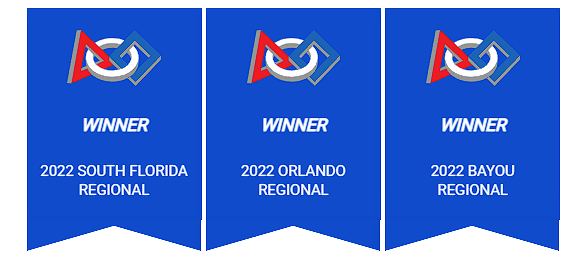 WINNER
2022 SOUTH FLORIDA
REGIONAL
WINNER
2022 ORLANDO
REGIONAL
WINNER
2022 BAYOU
REGIONAL